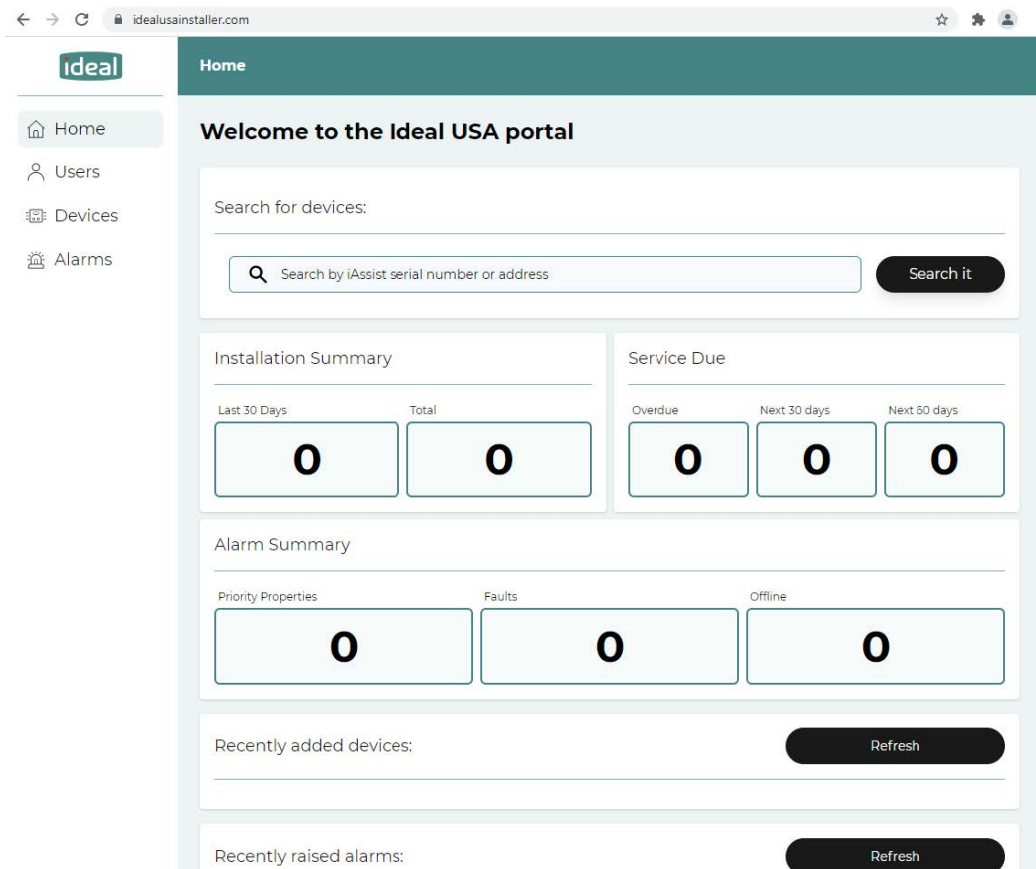 idealusainstaller.com
ideal
Home
Home
Users
Devices
Alarms
Welcome to the Ideal USA portal
Search for devices:
Search by iAssist serial number or address
Search it
Installation Summary
Last 30 Days
Total
0
0
Service Due
Overdue
Next 30 days
Next 60 days
0
0
0
Alarm Summary
Priority Properties
Faults
Offline
0
0
0
Recently added devices:
Refresh
Recently raised alarms:
Refresh